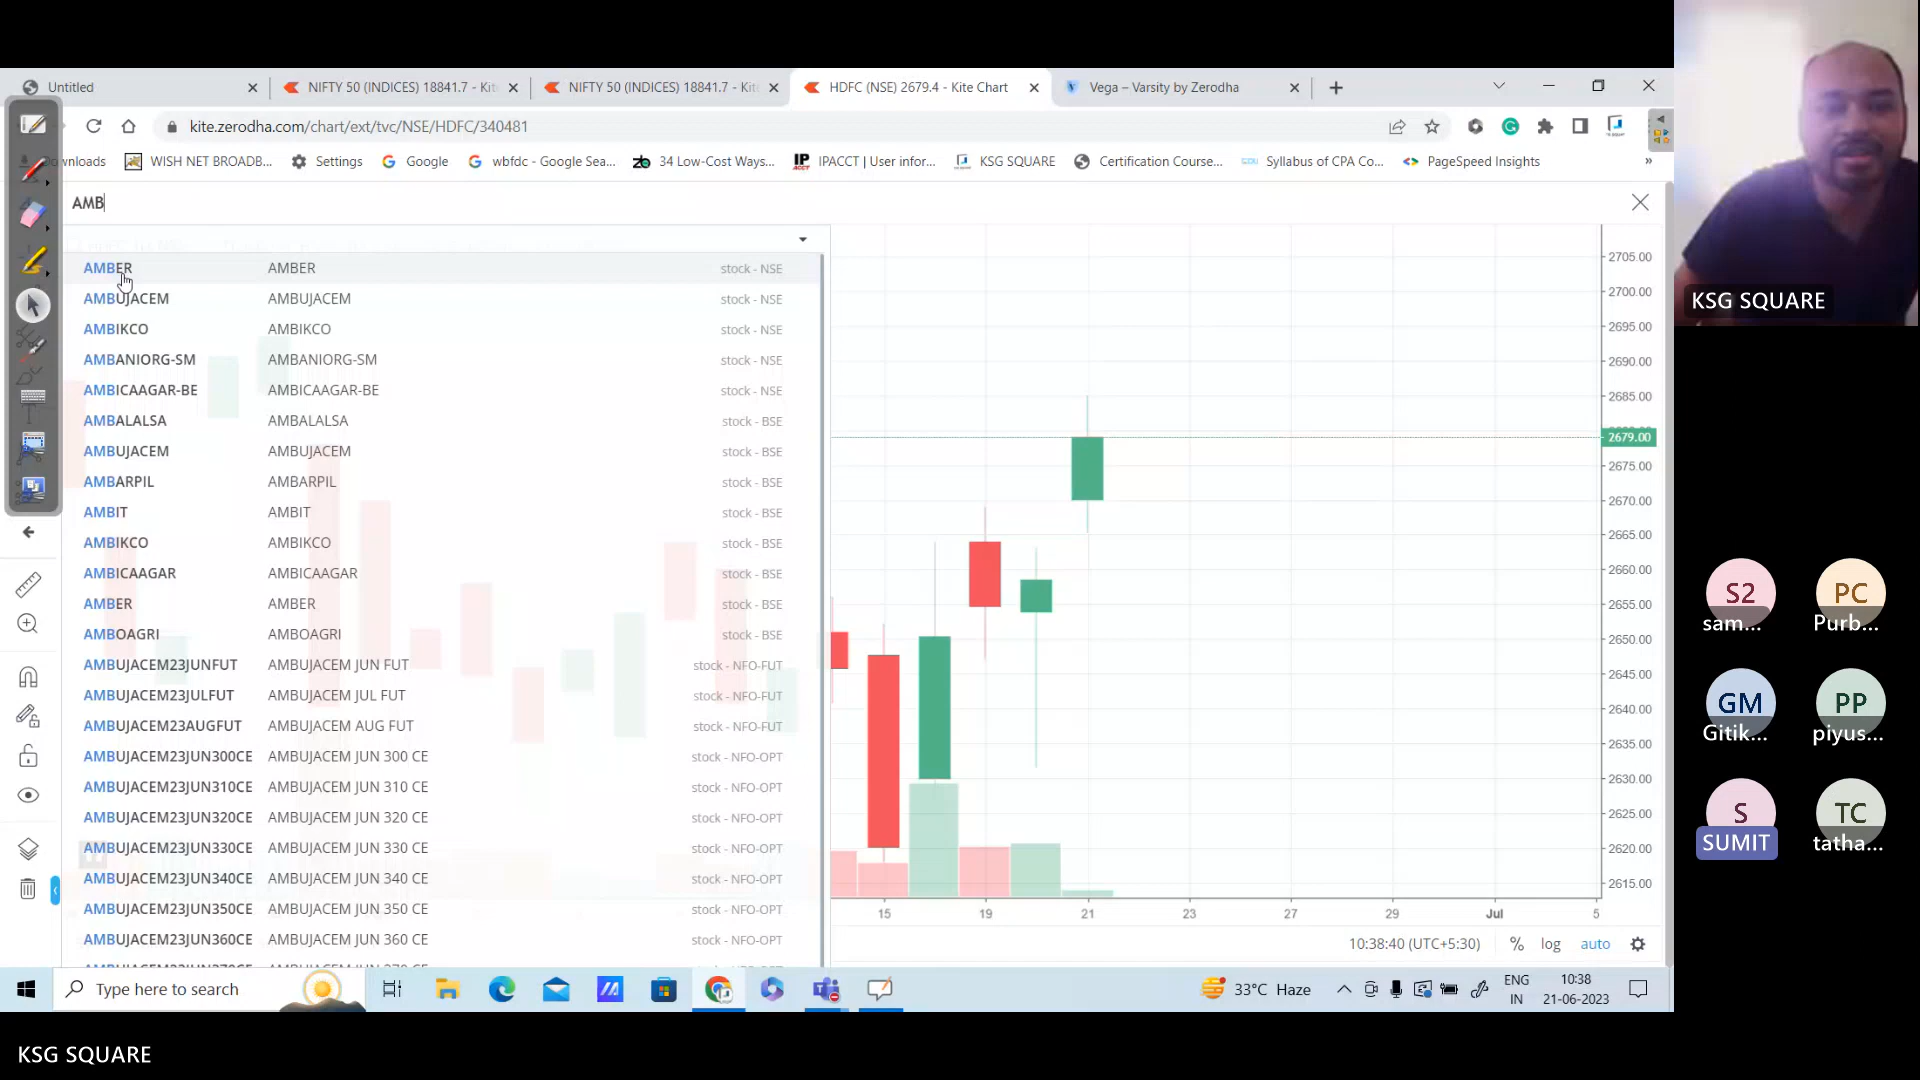 Untitled
NIFTY 50 (INDICES) 18841.7 - Kit
NIFTY 50 (INDICES) 18841.7 - Kit
HDFC (NSE) 2679.4 - Kite Chart
Vega – Varsity by Zerodha
kite.zerodha.com/chart/ext/tvc/NSE/HDFC/340481
wnloads
WISH NET BROADB...
Settings
Google
wbfdc - Google Sea...
34 Low-Cost Ways...
IPACCT | User infor...
KSG SQUARE
Certification Course...
Syllabus of CPA Co...
PageSpeed Insights
»
AMB
AMBER AMBER stock - NSE
AMBUJACEM AMBUJACEM stock - NSE
AMBIKCO AMBIKCO stock - NSE
AMBANIORG-SM AMBANIORG-SM stock - NSE
AMBICAAGAR-BE AMBICAAGAR-BE stock - NSE
AMBALALSA AMBALALSA stock - BSE
AMBUJACEM AMBUJACEM stock - BSE
AMBARPIL AMBARPIL stock - BSE
AMBIT AMBIT stock - BSE
AMBIKCO AMBIKCO stock - BSE
AMBICAAGAR AMBICAAGAR stock - BSE
AMBER AMBER stock - BSE
AMBOAGRI AMBOAGRI stock - BSE
AMBUJACEM23JUNFUT AMBUJACEM JUN FUT stock - NFO-FUT
AMBUJACEM23JULFUT AMBUJACEM JUL FUT stock - NFO-FUT
AMBUJACEM23AUGFUT AMBUJACEM AUG FUT stock - NFO-FUT
AMBUJACEM23JUN300CE AMBUJACEM JUN 300 CE stock - NFO-OPT
AMBUJACEM23JUN310CE AMBUJACEM JUN 310 CE stock - NFO-OPT
AMBUJACEM23JUN320CE AMBUJACEM JUN 320 CE stock - NFO-OPT
AMBUJACEM23JUN330CE AMBUJACEM JUN 330 CE stock - NFO-OPT
AMBUJACEM23JUN340CE AMBUJACEM JUN 340 CE stock - NFO-OPT
AMBUJACEM23JUN350CE AMBUJACEM JUN 350 CE stock - NFO-OPT
AMBUJACEM23JUN360CE AMBUJACEM JUN 360 CE stock - NFO-OPT
2705.00
2700.00
2695.00
2690.00
2685.00
2679.00
2675.00
2670.00
2665.00
2660.00
2655.00
2650.00
2645.00
2640.00
2635.00
2630.00
2625.00
2620.00
2615.00
15 19 21 23 27 29 Jul 5
10:38:40 (UTC+5:30) % log auto
Type here to search
33°C Haze
ENG
IN
10:38
21-06-2023
KSG SQUARE
S2
sam...
PC
Purb...
GM
Gitik...
PP
piyus...
S
SUMIT
TC
tatha...
KSG SQUARE